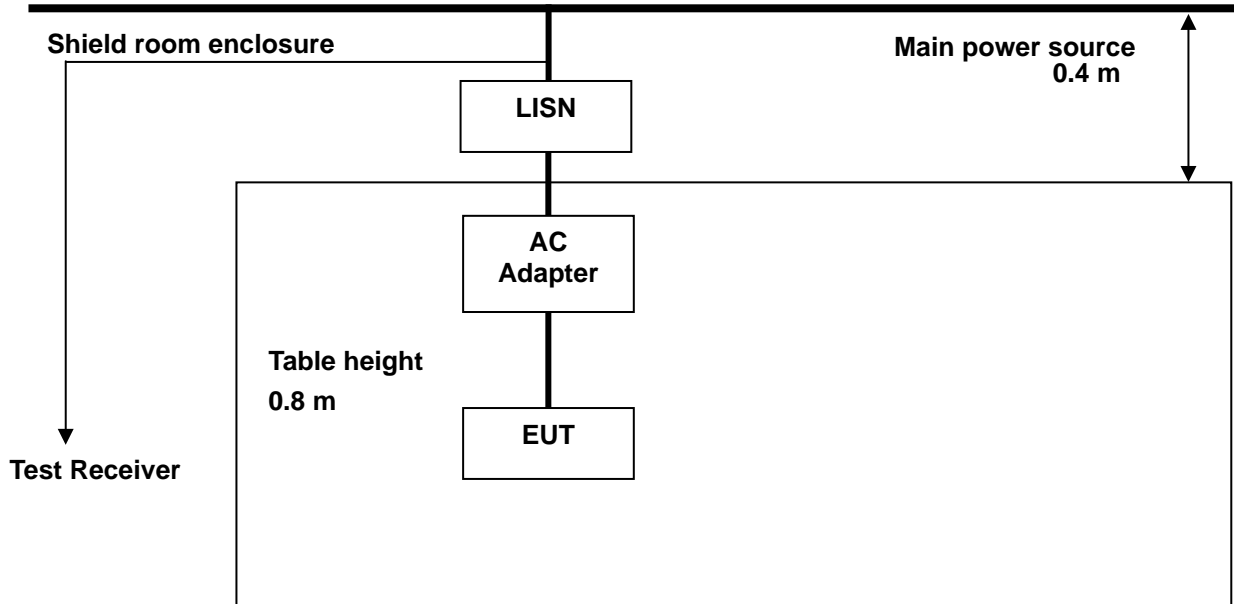 Shield room enclosure
Main power source
0.4 m
LISN
AC
Adapter
Table height
0.8 m
EUT
Test Receiver